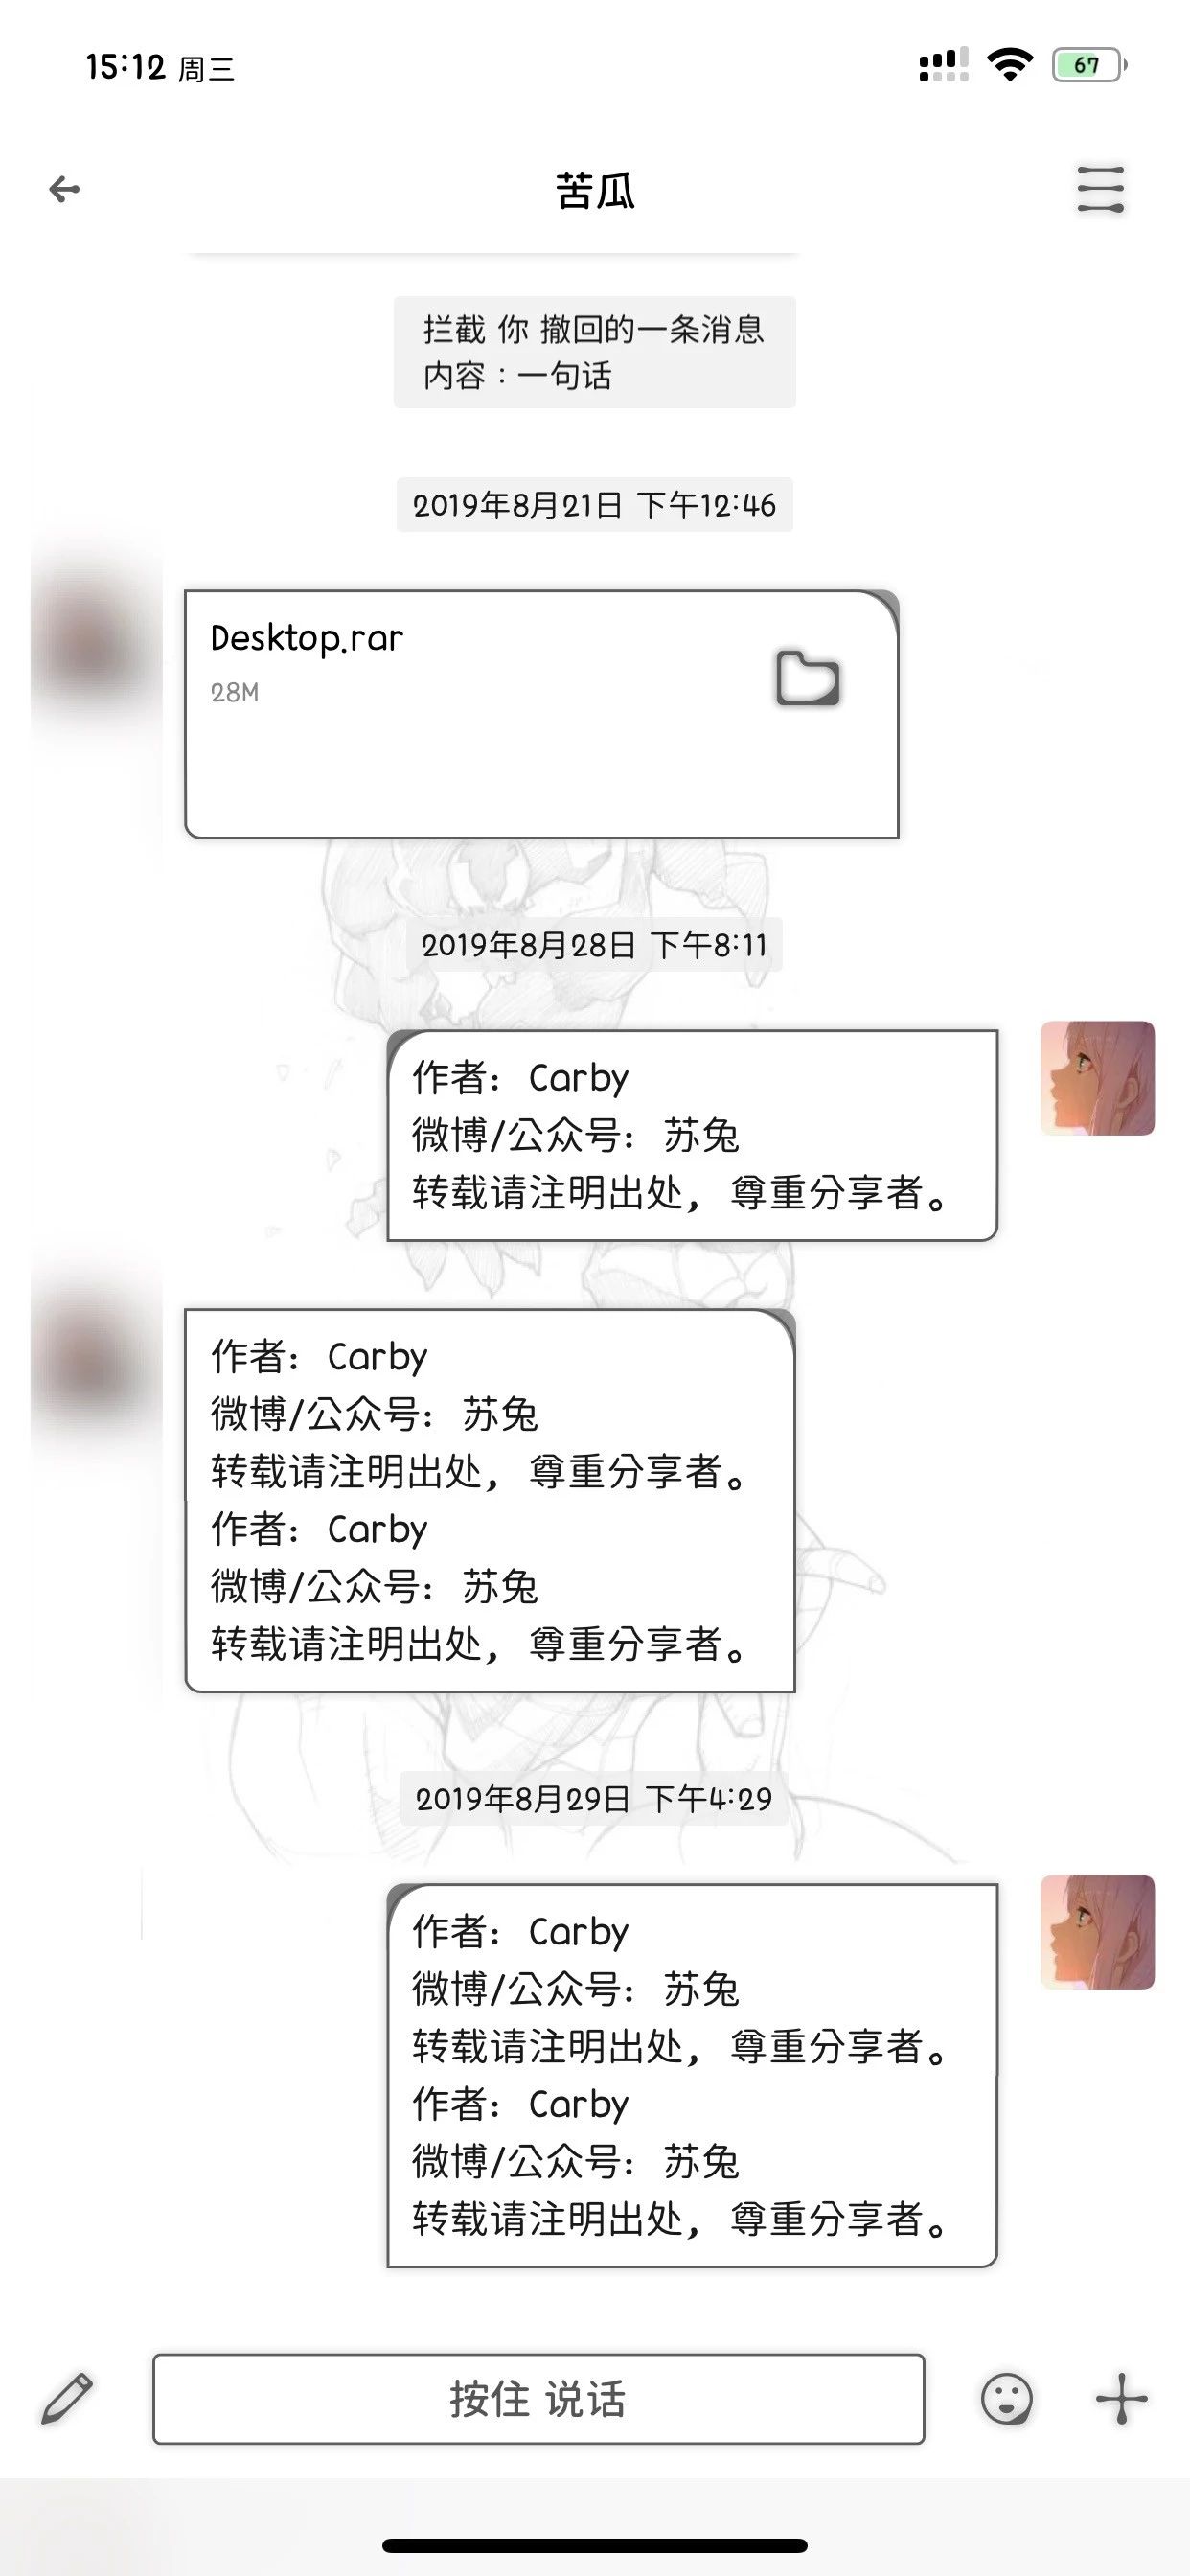 15:12 周三
67
苦瓜
拦截 你 撤回的一条消息
内容：一句话
2019年8月21日 下午12:46
Desktop.rar
28M
2019年8月28日 下午8:11
作者：Carby
微博/公众号：苏兔
转载请注明出处，尊重分享者。
作者：Carby
微博/公众号：苏兔
转载请注明出处，尊重分享者。
作者：Carby
微博/公众号：苏兔
转载请注明出处，尊重分享者。
2019年8月29日 下午4:29
作者：Carby
微博/公众号：苏兔
转载请注明出处，尊重分享者。
作者：Carby
微博/公众号：苏兔
转载请注明出处，尊重分享者。
按住 说话